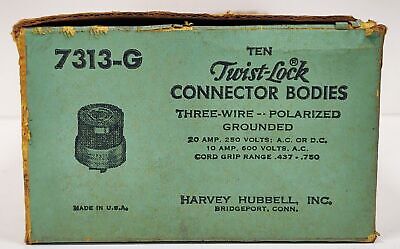 7313-G
TEN
Twist-Lock®
CONNECTOR BODIES
THREE-WIRE -- POLARIZED
GROUNDED
20 AMP. 250 VOLTS; A.C. OR D.C.
10 AMP. 600 VOLTS, A.C.
CORD GRIP RANGE .437 - .750
MADE IN U.S.A.
HARVEY HUBBELL, INC.
BRIDGEPORT, CONN.